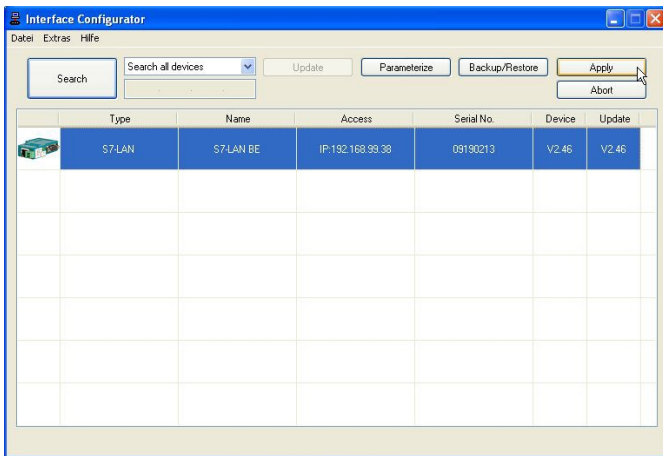 Interface Configurator
Datei Extras Hilfe
Search
Search all devices
Update
Parameterize
Backup/Restore
Apply
Abort
Type Name Access Serial No. Device Update
S7-LAN S7-LAN BE IP:192.168.99.38 09190213 V2.46 V2.46